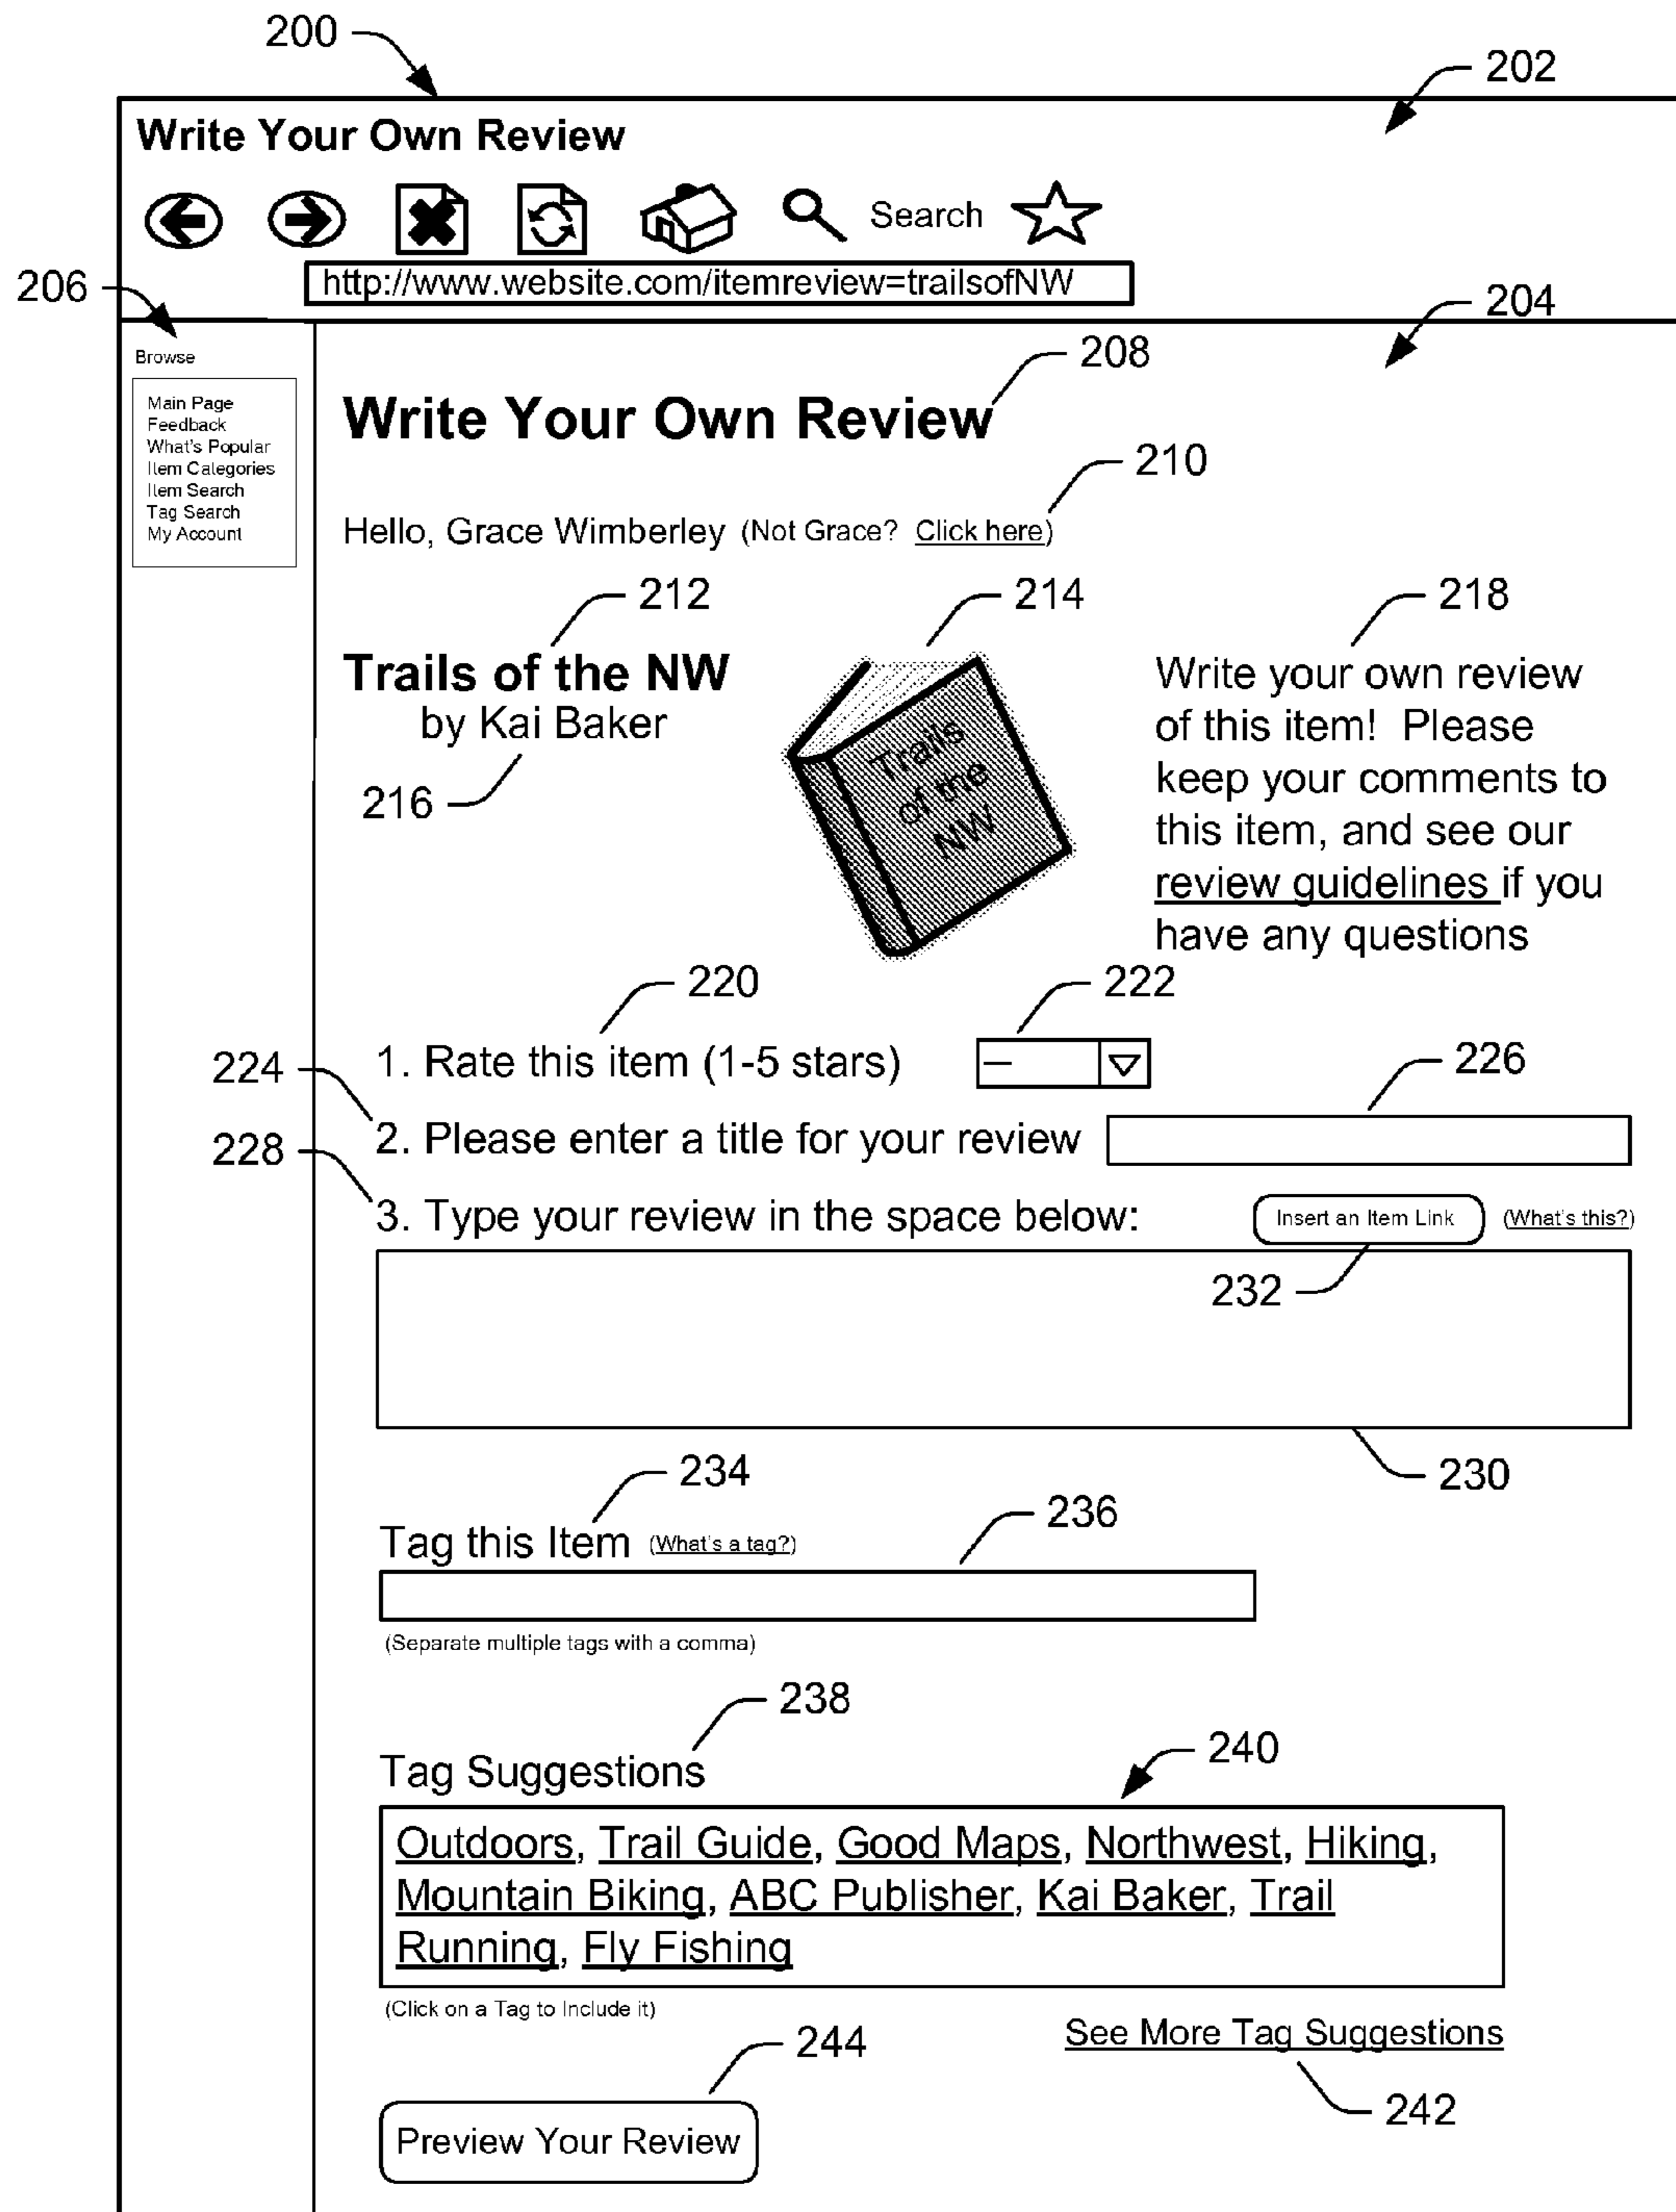 200
202
Write Your Own Review
Search
http://www.website.com/itemreview=trailsofNW
206
204
Browse
Main Page
Feedback
What's Popular
Item Categories
Item Search
Tag Search
My Account
208
Write Your Own Review
210
Hello, Grace Wimberley (Not Grace? Click here)
212
214
218
Trails of the NW
by Kai Baker
216
Trails
of the
NW
Write your own review
of this item! Please
keep your comments to
this item, and see our
review guidelines if you
have any questions
220
222
224
1. Rate this item (1-5 stars)
–
226
228
2. Please enter a title for your review
3. Type your review in the space below:
Insert an Item Link
(What's this?)
232
230
234
236
Tag this Item (What's a tag?)
(Separate multiple tags with a comma)
238
Tag Suggestions
240
Outdoors, Trail Guide, Good Maps, Northwest, Hiking,
Mountain Biking, ABC Publisher, Kai Baker, Trail
Running, Fly Fishing
(Click on a Tag to Include it)
See More Tag Suggestions
244
242
Preview Your Review